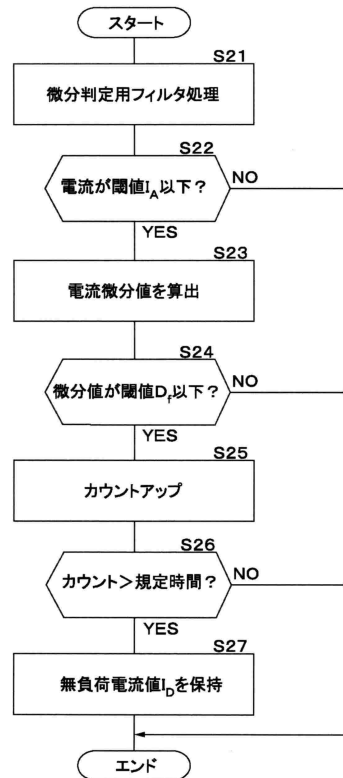 スタート
S21
微分判定用フィルタ処理
S22
電流が閾値I_A以下？
NO
YES
S23
電流微分値を算出
S24
微分値が閾値D_f以下？
NO
YES
S25
カウントアップ
S26
カウント＞規定時間？
NO
YES
S27
無負荷電流値I_Dを保持
エンド